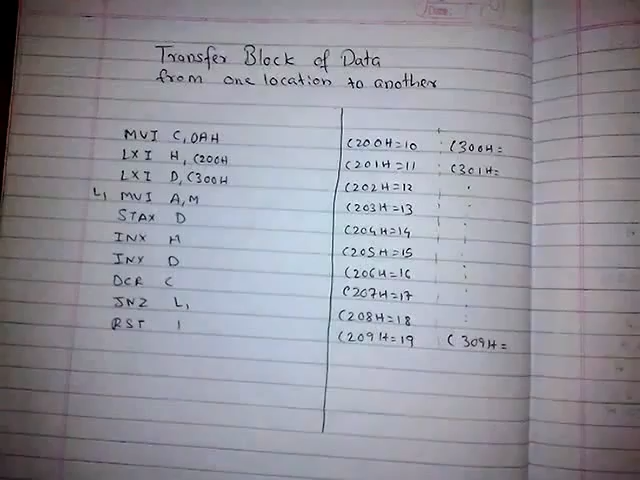 Transfer Block of Data
from one location to another
MVI C, 0AH
LXI H, C200H
LXI D, C300H
L1 MVI A, M
STAX D
INX H
INX D
DCR C
JNZ L1
RST 1
C200H=10 C300H=
C201H=11 C301H=
C202H=12
C203H=13
C204H=14
C205H=15
C206H=16
C207H=17
C208H=18
C209H=19 C309H=